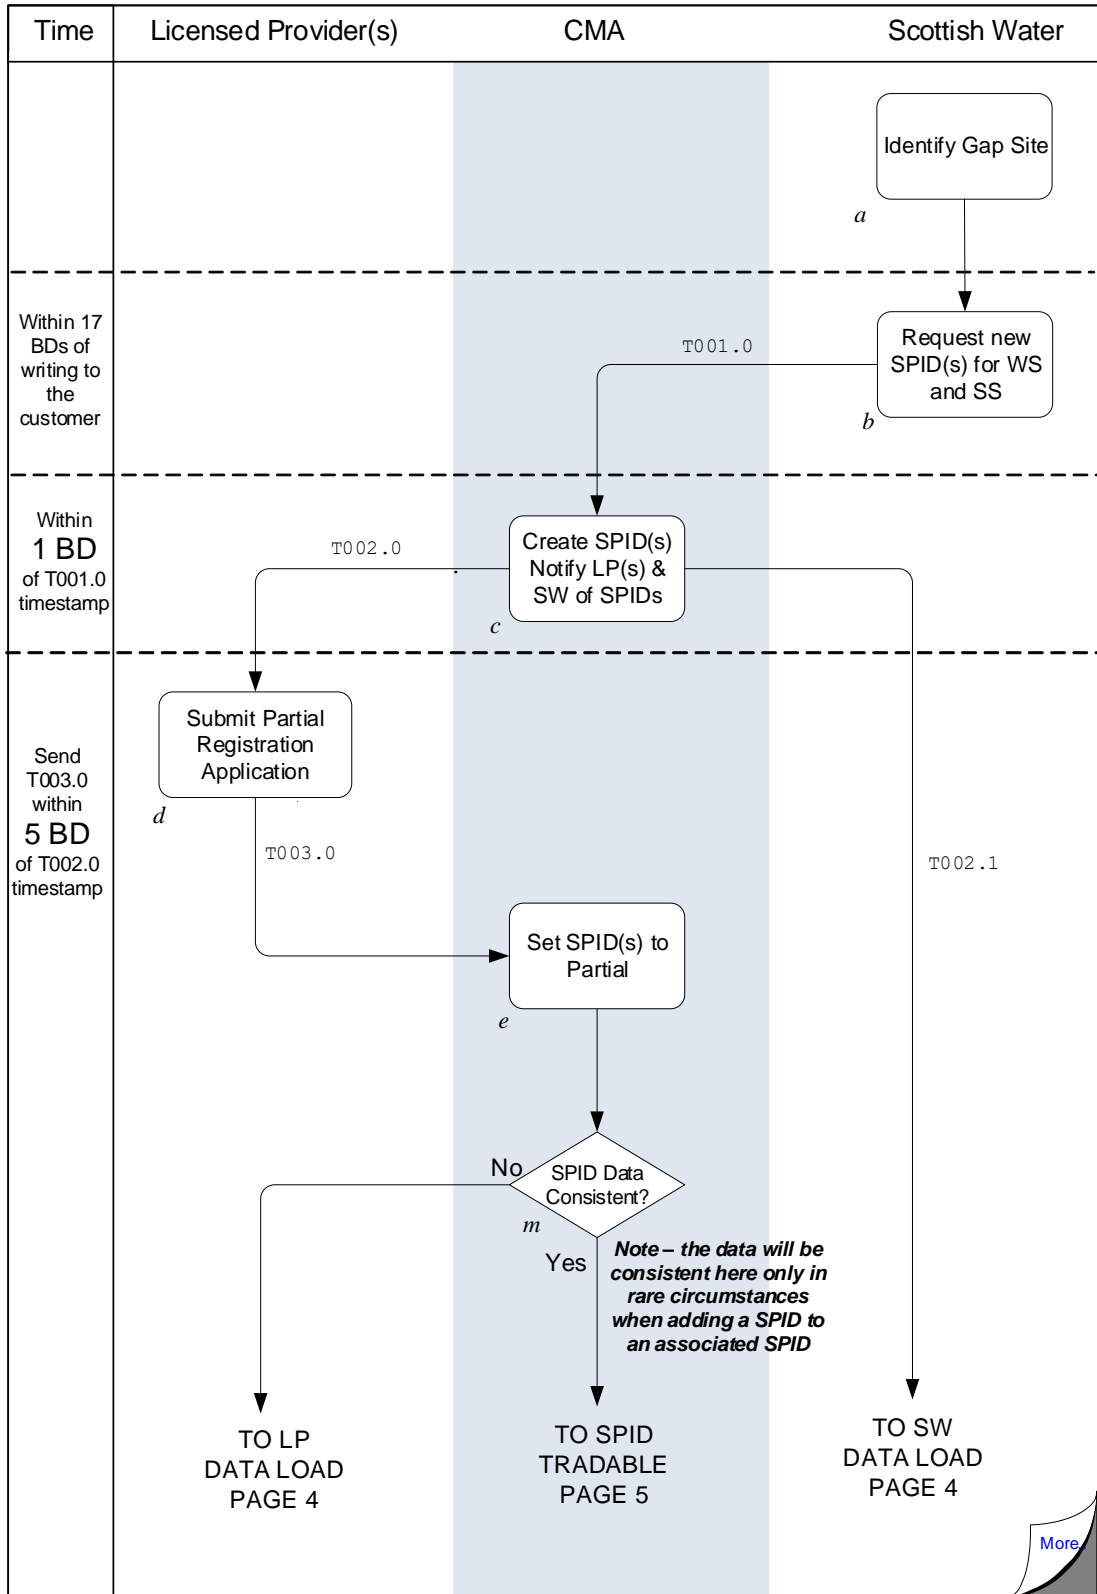 Time
Licensed Provider(s)
CMA
Scottish Water
Identify Gap Site
a
Within 17
BDs of
writing to
the
customer
Request new
SPID(s) for WS
and SS
b
T001.0
Within
1 BD
of T001.0
timestamp
T002.0
Create SPID(s)
Notify LP(s) &
SW of SPIDs
c
Send
T003.0
within
5 BD
of T002.0
timestamp
Submit Partial
Registration
Application
d
T003.0
T002.1
Set SPID(s) to
Partial
e
No
SPID Data
Consistent?
m
Yes
Note – the data will be
consistent here only in
rare circumstances
when adding a SPID to
an associated SPID
TO LP
DATA LOAD
PAGE 4
TO SPID
TRADABLE
PAGE 5
TO SW
DATA LOAD
PAGE 4
More..